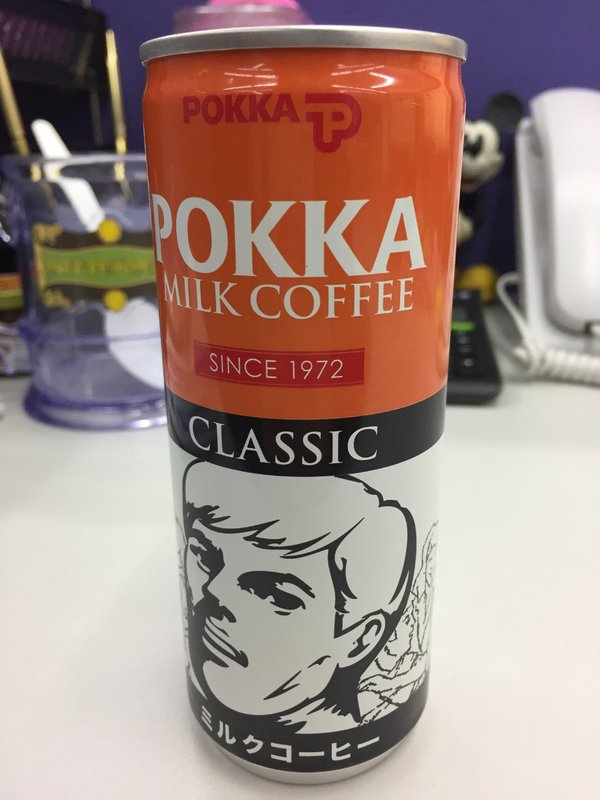 POKKA
POKKA
MILK COFFEE
SINCE 1972
CLASSIC
ミルクコーヒー